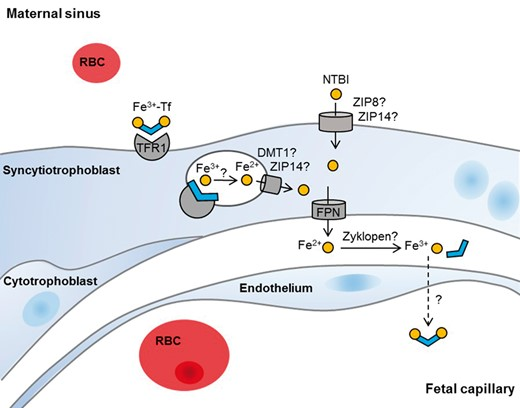 Maternal sinus
RBC
NTBI
Fe³⁺-Tf
ZIP8?
ZIP14?
TFR1
DMT1?
ZIP14?
Syncytiotrophoblast
Fe³⁺?
Fe²⁺
FPN
Zyklopen?
Fe²⁺
Fe³⁺
Cytotrophoblast
Endothelium
?
RBC
Fetal capillary